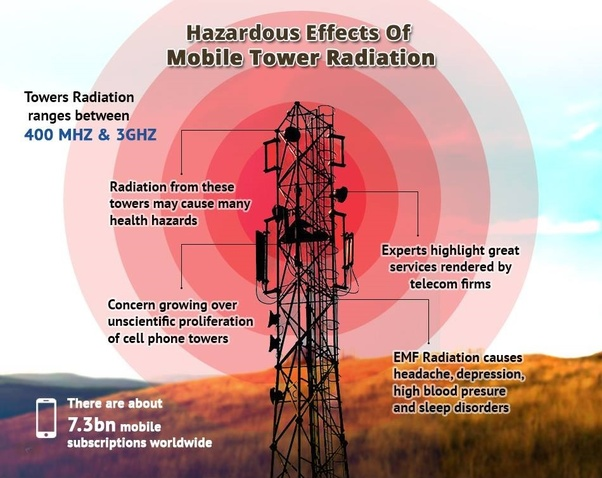 Hazardous Effects Of
Mobile Tower Radiation
Towers Radiation
ranges between
400 MHZ & 3GHZ
Radiation from these
towers may cause many
health hazards
Experts highlight great
services rendered by
telecom firms
Concern growing over
unscientific proliferation
of cell phone towers
EMF Radiation causes
headache, depression,
high blood presure
and sleep disorders
There are about
7.3bn mobile
subscriptions worldwide